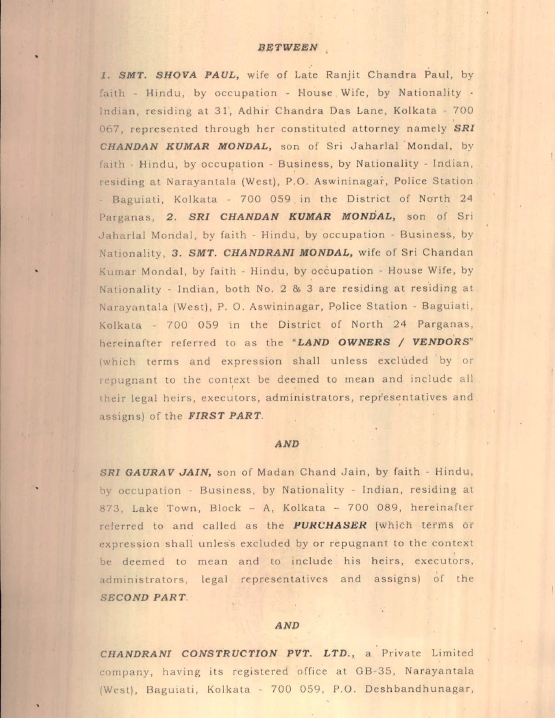 BETWEEN
1. SMT. SHOVA PAUL, wife of Late Ranjit Chandra Paul, by
faith - Hindu, by occupation - House Wife, by Nationality -
Indian, residing at 31, Adhir Chandra Das Lane, Kolkata - 700
067, represented through her constituted attorney namely SRI
CHANDAN KUMAR MONDAL, son of Sri Jaharlal Mondal, by
faith - Hindu, by occupation - Business, by Nationality - Indian,
residing at Narayantala (West), P.O. Aswininagar, Police Station
- Baguiati, Kolkata - 700 059 in the District of North 24
Parganas, 2. SRI CHANDAN KUMAR MONDAL, son of Sri
Jaharlal Mondal, by faith - Hindu, by occupation - Business, by
Nationality, 3. SMT. CHANDRANI MONDAL, wife of Sri Chandan
Kumar Mondal, by faith - Hindu, by occupation - House Wife, by
Nationality - Indian, both No. 2 & 3 are residing at residing at
Narayantala (West), P. O. Aswininagar, Police Station - Baguiati,
Kolkata - 700 059 in the District of North 24 Parganas,
hereinafter referred to as the "LAND OWNERS / VENDORS"
(which terms and expression shall unless excluded by or
repugnant to the context be deemed to mean and include all
their legal heirs, executors, administrators, representatives and
assigns) of the FIRST PART.
AND
SRI GAURAV JAIN, son of Madan Chand Jain, by faith - Hindu,
by occupation - Business, by Nationality - Indian, residing at
873, Lake Town, Block – A, Kolkata – 700 089, hereinafter
referred to and called as the PURCHASER (which terms or
expression shall unless excluded by or repugnant to the context
be deemed to mean and to include his heirs, executors,
administrators, legal representatives and assigns) of the
SECOND PART.
AND
CHANDRANI CONSTRUCTION PVT. LTD., a Private Limited
company, having its registered office at GB-35, Narayantala
(West), Baguiati, Kolkata - 700 059, P.O. Deshbandhunagar,